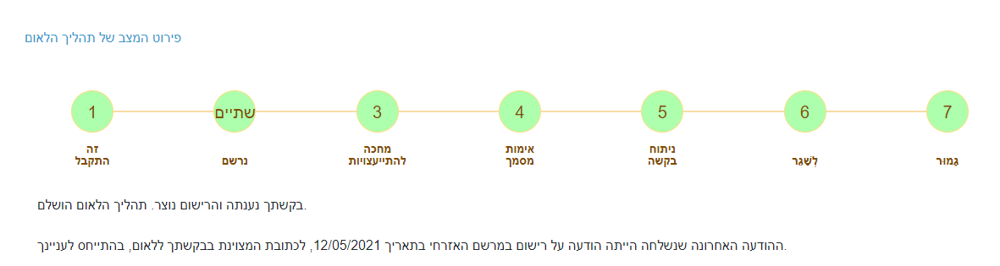 פירוט המצב של תהליך הלאום
1
שתיים
3
4
5
6
7
זה
התקבל
נרשם
מחכה
להתייעצויות
אימות
מסמך
ניתוח
בקשה
לְשַׁגֵר
גָמוּר
בקשתך נענתה והרישום נוצר. תהליך הלאום הושלם.
ההודעה האחרונה שנשלחה הייתה הודעה על רישום במרשם האזרחי בתאריך 12/05/2021, לכתובת המצוינת בבקשתך ללאום, בהתייחס לעניינך.